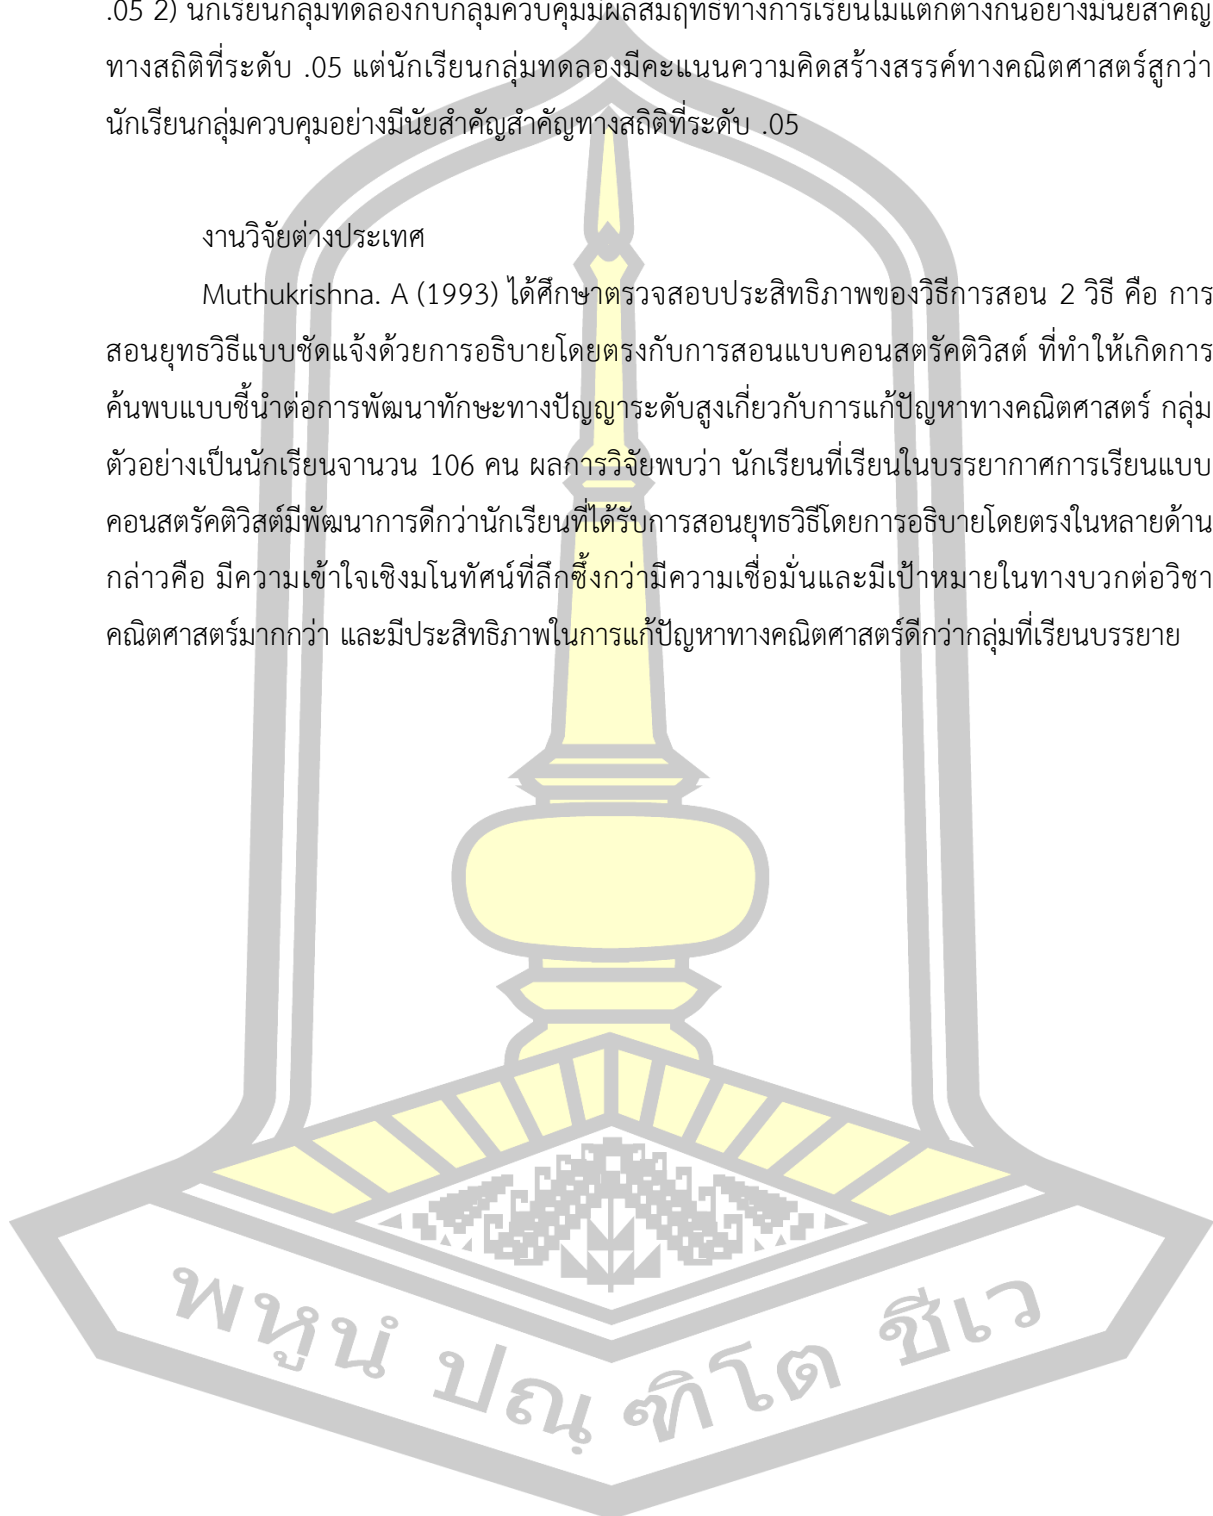 .05 2) นักเรียนกลุ่มทดลองกับกลุ่มควบคุมมีผลสัมฤทธิ์ทางการเรียนไม่แตกต่างกันอย่างมีนัยสำคัญ
ทางสถิติที่ระดับ .05 แต่นักเรียนกลุ่มทดลองมีคะแนนความคิดสร้างสรรค์ทางคณิตศาสตร์สูกว่า
นักเรียนกลุ่มควบคุมอย่างมีนัยสำคัญสำคัญทางสถิติที่ระดับ .05
งานวิจัยต่างประเทศ
Muthukrishna. A (1993) ได้ศึกษาตรวจสอบประสิทธิภาพของวิธีการสอน 2 วิธี คือ การ
สอนยุทธวิธีแบบชัดแจ้งด้วยการอธิบายโดยตรงกับการสอนแบบคอนสตรัคติวิสต์ ที่ทำให้เกิดการ
ค้นพบแบบชี้นำต่อการพัฒนาทักษะทางปัญญาระดับสูงเกี่ยวกับการแก้ปัญหาทางคณิตศาสตร์ กลุ่ม
ตัวอย่างเป็นนักเรียนจานวน 106 คน ผลการวิจัยพบว่า นักเรียนที่เรียนในบรรยากาศการเรียนแบบ
คอนสตรัคติวิสต์มีพัฒนาการดีกว่านักเรียนที่ได้รับการสอนยุทธวิธีโดยการอธิบายโดยตรงในหลายด้าน
กล่าวคือ มีความเข้าใจเชิงมโนทัศน์ที่ลึกซึ้งกว่ามีความเชื่อมั่นและมีเป้าหมายในทางบวกต่อวิชา
คณิตศาสตร์มากกว่า และมีประสิทธิภาพในการแก้ปัญหาทางคณิตศาสตร์ดีกว่ากลุ่มที่เรียนบรรยาย
พหูนํ ปณฺฑิโต ชีเว